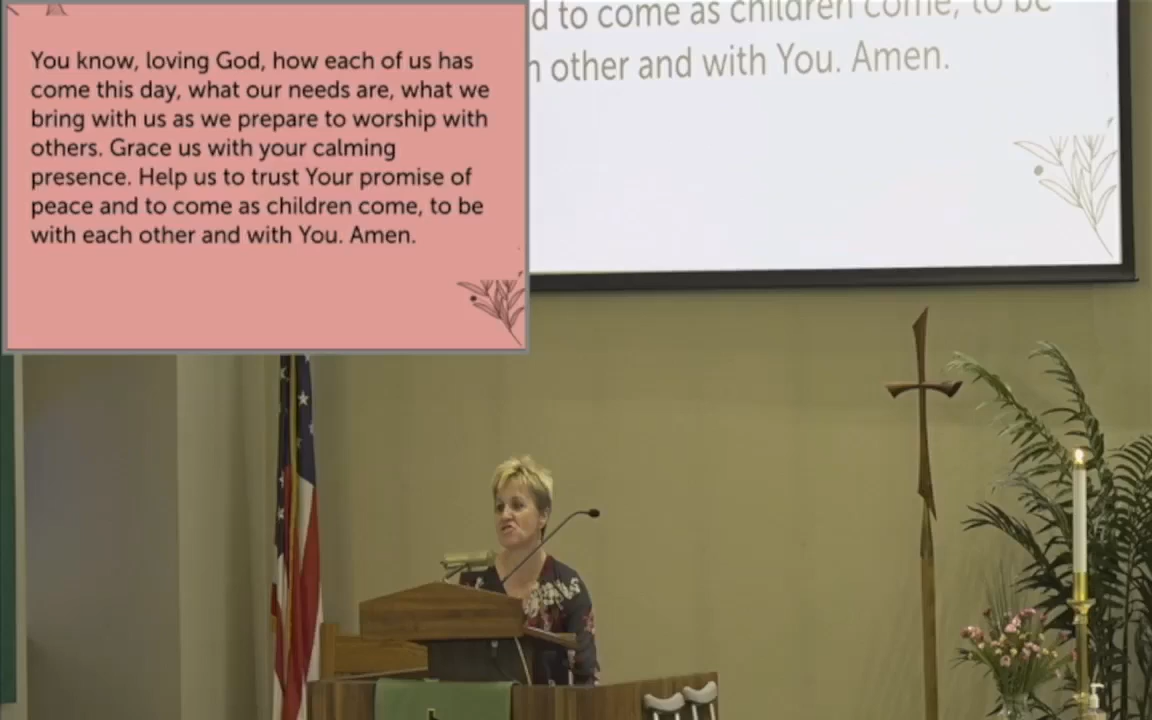 You know, loving God, how each of us has
come this day, what our needs are, what we
bring with us as we prepare to worship with
others. Grace us with your calming
presence. Help us to trust Your promise of
peace and to come as children come, to be
with each other and with You. Amen.
d to come as children come, to be
h other and with You. Amen.